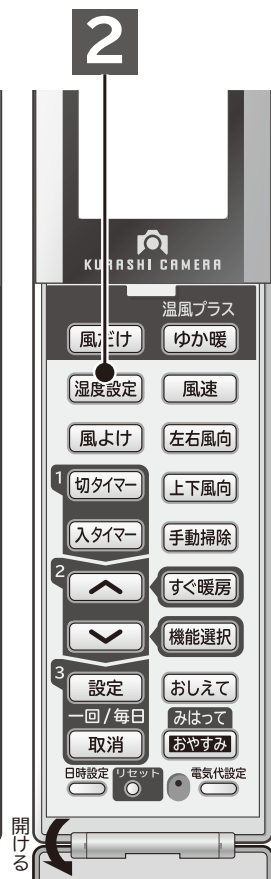 2
KURASHI CAMERA
温風プラス
風だけ ゆか暖
湿度設定 風速
風よけ 左右風向
1 切タイマー 上下風向
入タイマー 手動掃除
2 すぐ暖房
機能選択
3 設定 おしえて
一回/毎日 みはって
取消 おやすみ
日時設定 リセット 電気代設定
開ける